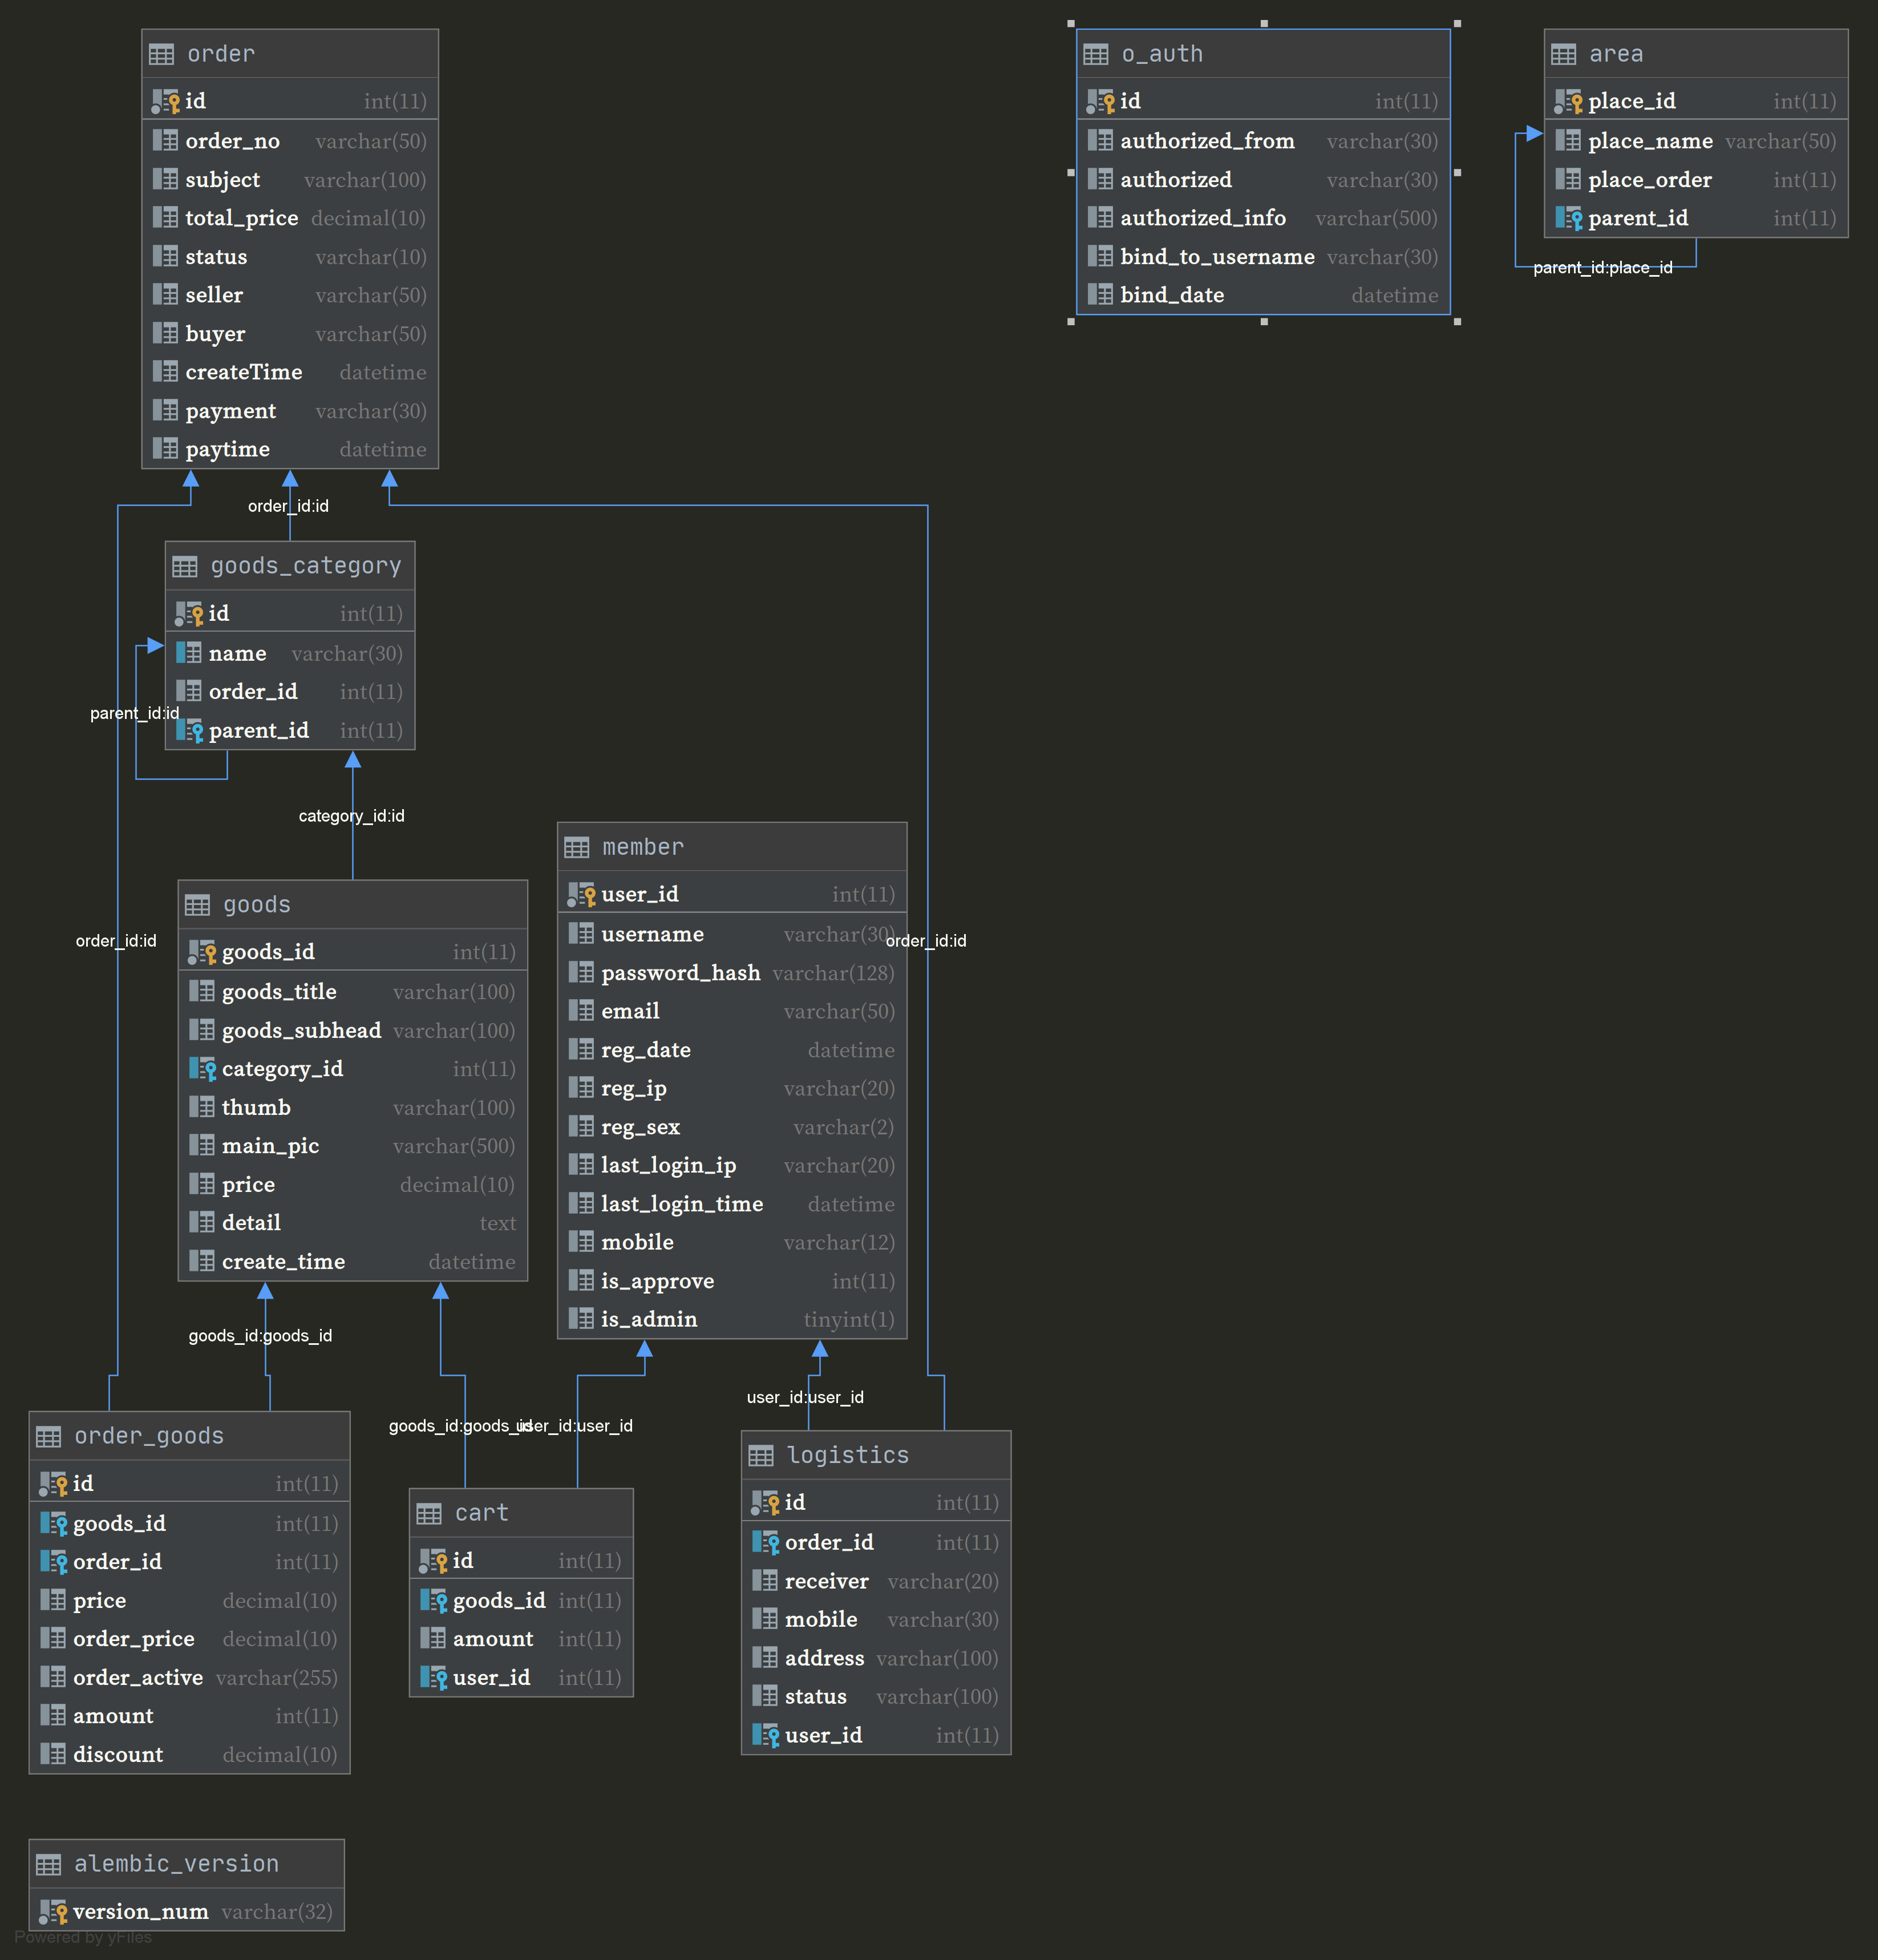 order
id int(11)
order_no varchar(50)
subject varchar(100)
total_price decimal(10)
status varchar(10)
seller varchar(50)
buyer varchar(50)
createTime datetime
payment varchar(30)
paytime datetime
o_auth
id int(11)
authorized_from varchar(30)
authorized varchar(30)
authorized_info varchar(500)
bind_to_username varchar(30)
bind_date datetime
area
place_id int(11)
place_name varchar(50)
place_order int(11)
parent_id int(11)
parent_id:place_id
order_id:id
goods_category
id int(11)
name varchar(30)
order_id int(11)
parent_id int(11)
parent_id:id
category_id:id
goods
goods_id int(11)
goods_title varchar(100)
goods_subhead varchar(100)
category_id int(11)
thumb varchar(100)
main_pic varchar(500)
price decimal(10)
detail text
create_time datetime
member
user_id int(11)
username varchar(30)
password_hash varchar(128)
email varchar(50)
reg_date datetime
reg_ip varchar(20)
reg_sex varchar(2)
last_login_ip varchar(20)
last_login_time datetime
mobile varchar(12)
is_approve int(11)
is_admin tinyint(1)
order_id:id
order_id:id
goods_id:goods_id
goods_id:goods_id
user_id:user_id
user_id:user_id
order_goods
id int(11)
goods_id int(11)
order_id int(11)
price decimal(10)
order_price decimal(10)
order_active varchar(255)
amount int(11)
discount decimal(10)
cart
id int(11)
goods_id int(11)
amount int(11)
user_id int(11)
logistics
id int(11)
order_id int(11)
receiver varchar(20)
mobile varchar(30)
address varchar(100)
status varchar(100)
user_id int(11)
alembic_version
version_num varchar(32)
Powered by yFiles